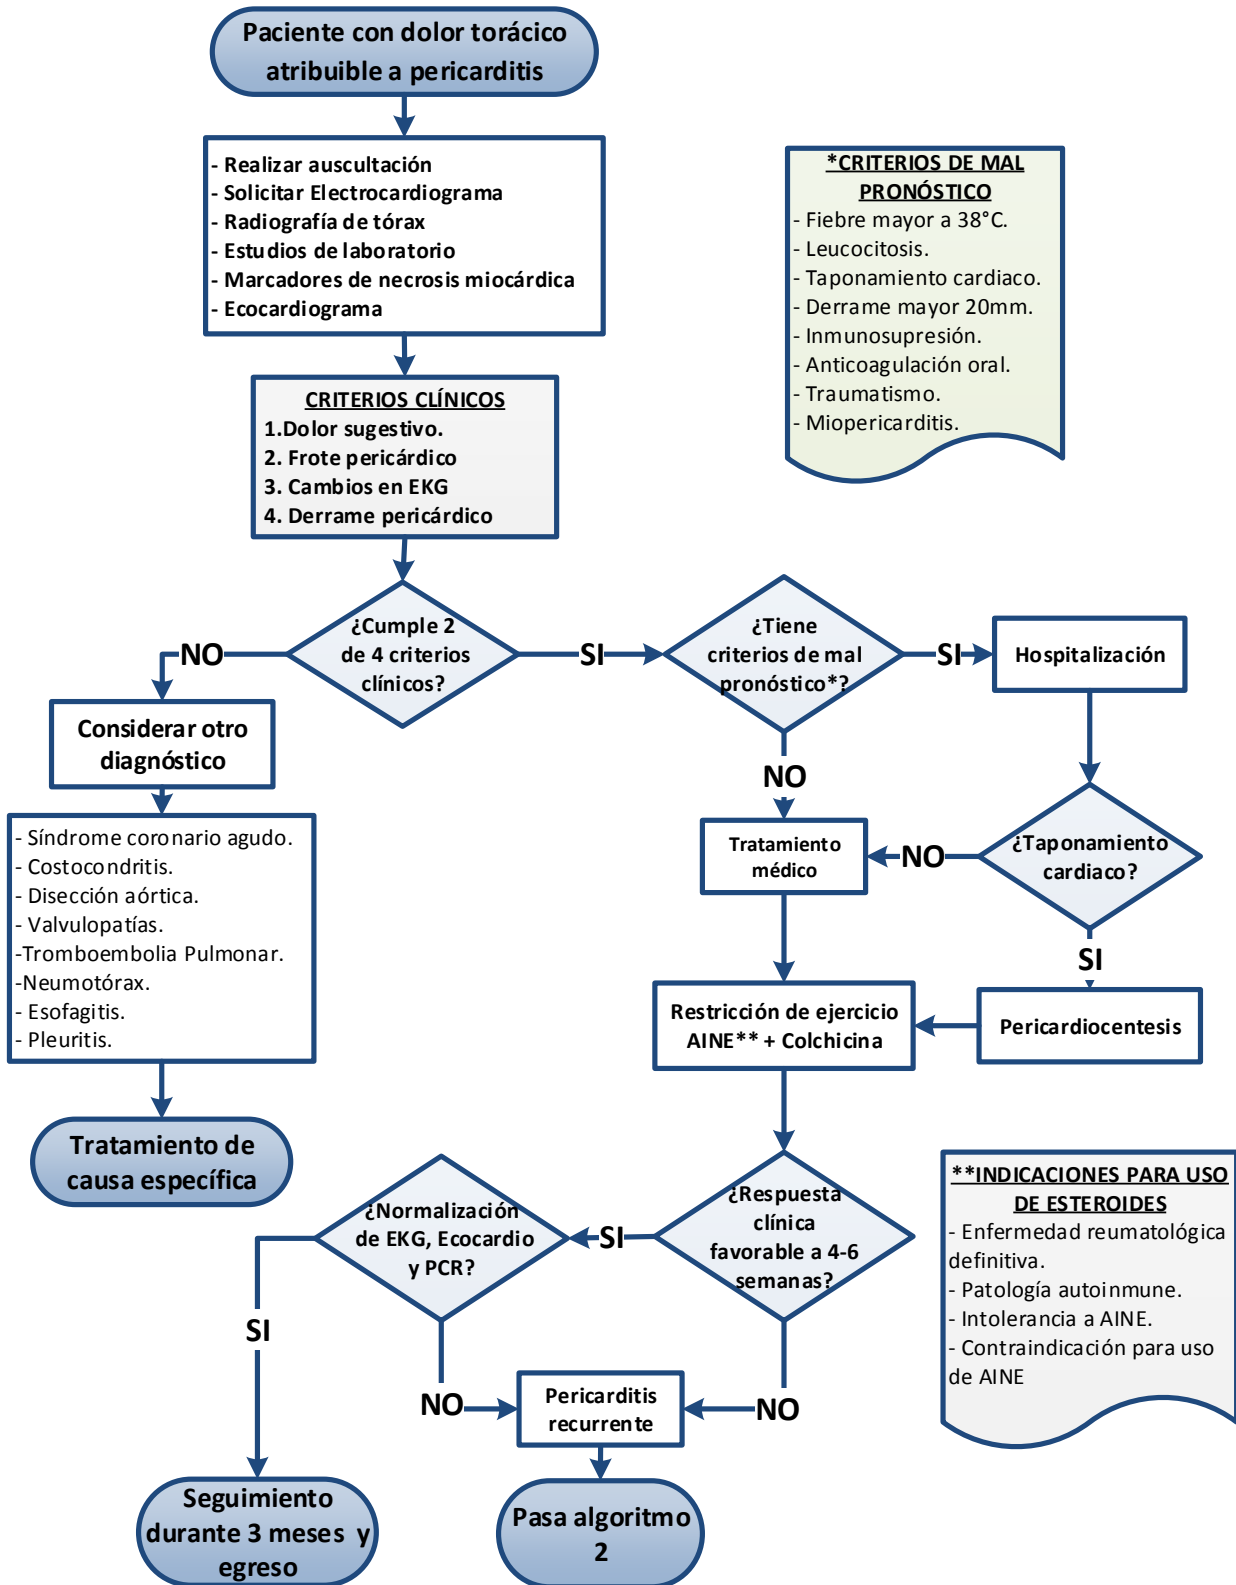 Paciente con dolor torácico
atribuible a pericarditis
- Realizar auscultación
- Solicitar Electrocardiograma
- Radiografía de tórax
- Estudios de laboratorio
- Marcadores de necrosis miocárdica
- Ecocardiograma
*CRITERIOS DE MAL
PRONÓSTICO
- Fiebre mayor a 38°C.
- Leucocitosis.
- Taponamiento cardiaco.
- Derrame mayor 20mm.
- Inmunosupresión.
- Anticoagulación oral.
- Traumatismo.
- Miopericarditis.
CRITERIOS CLÍNICOS
1.Dolor sugestivo.
2. Frote pericárdico
3. Cambios en EKG
4. Derrame pericárdico
¿Cumple 2
de 4 criterios
clínicos?
NO
SI
¿Tiene
criterios de mal
pronóstico*?
SI
Hospitalización
NO
Considerar otro
diagnóstico
- Síndrome coronario agudo.
- Costocondritis.
- Disección aórtica.
- Valvulopatías.
-Tromboembolia Pulmonar.
-Neumotórax.
- Esofagitis.
- Pleuritis.
Tratamiento de
causa específica
Tratamiento
médico
NO
¿Taponamiento
cardiaco?
SI
Pericardiocentesis
Restricción de ejercicio
AINE** + Colchicina
¿Respuesta
clínica
favorable a 4-6
semanas?
SI
¿Normalización
de EKG, Ecocardio
y PCR?
**INDICACIONES PARA USO
DE ESTEROIDES
- Enfermedad reumatológica
definitiva.
- Patología autoinmune.
- Intolerancia a AINE.
- Contraindicación para uso
de AINE
SI
NO
Pericarditis
recurrente
NO
Seguimiento
durante 3 meses y
egreso
Pasa algoritmo
2